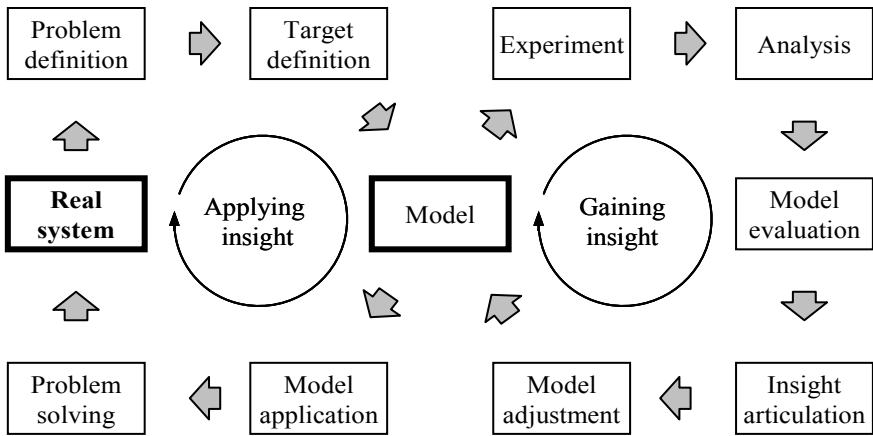 Problem
definition
Target
definition
Experiment
Analysis
Real
system
Applying
insight
Model
Gaining
insight
Model
evaluation
Problem
solving
Model
application
Model
adjustment
Insight
articulation